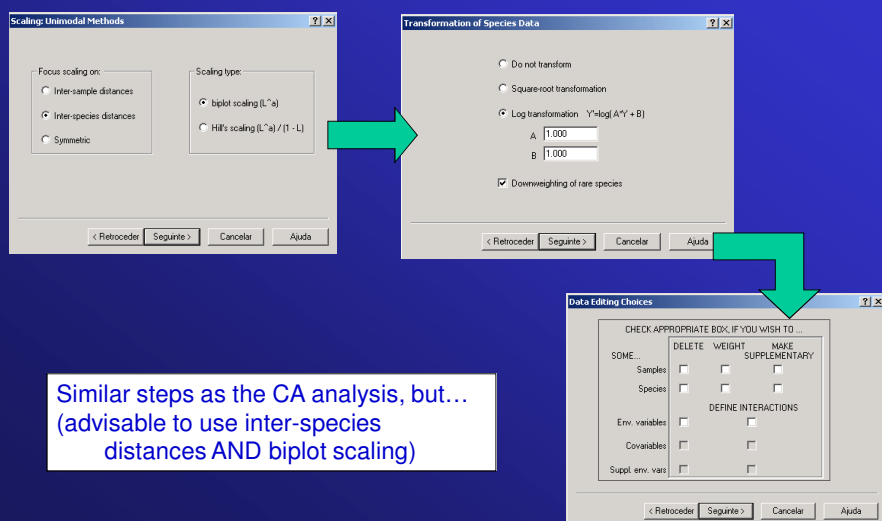 Scaling: Unimodal Methods
Focus scaling on:
Inter-sample distances
Inter-species distances
Symmetric
Scaling type:
biplot scaling (L^a)
Hill's scaling (L^a) / (1 - L)
< Retroceder Seguinte > Cancelar Ajuda
Transformation of Species Data
Do not transform
Square-root transformation
Log transformation Y'=log( A*Y + B)
A 1.000
B 1.000
Downweighting of rare species
< Retroceder Seguinte > Cancelar Ajuda
Data Editing Choices
CHECK APPROPRIATE BOX, IF YOU WISH TO ...
DELETE WEIGHT MAKE
SOME... SUPPLEMENTARY
Samples
Species
DEFINE INTERACTIONS
Env. variables
Covariables
Suppl. env. vars
< Retroceder Seguinte > Cancelar Ajuda
Similar steps as the CA analysis, but…
(advisable to use inter-species
distances AND biplot scaling)